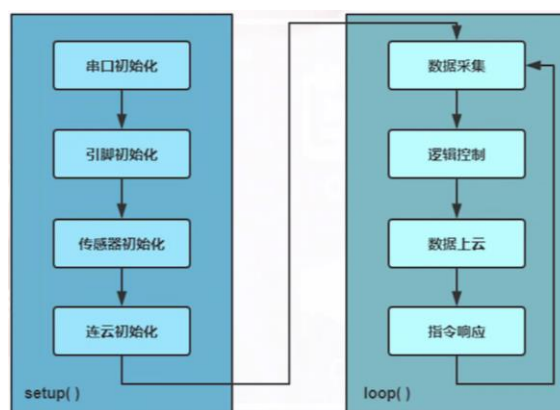 串口初始化
引脚初始化
传感器初始化
连云初始化
setup( )
数据采集
逻辑控制
数据上云
指令响应
loop( )